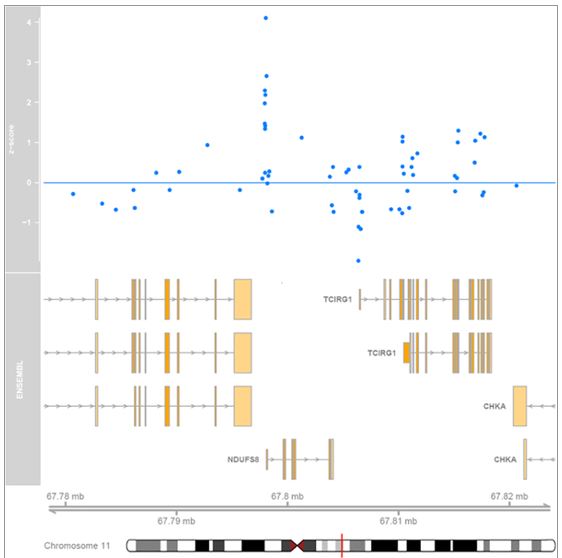 4
3
2
1
0
−1
z-score
ENSEMBL
TCIRG1
TCIRG1
CHKA
NDUFS8
CHKA
67.78 mb
67.8 mb
67.82 mb
67.79 mb
67.81 mb
Chromosome 11